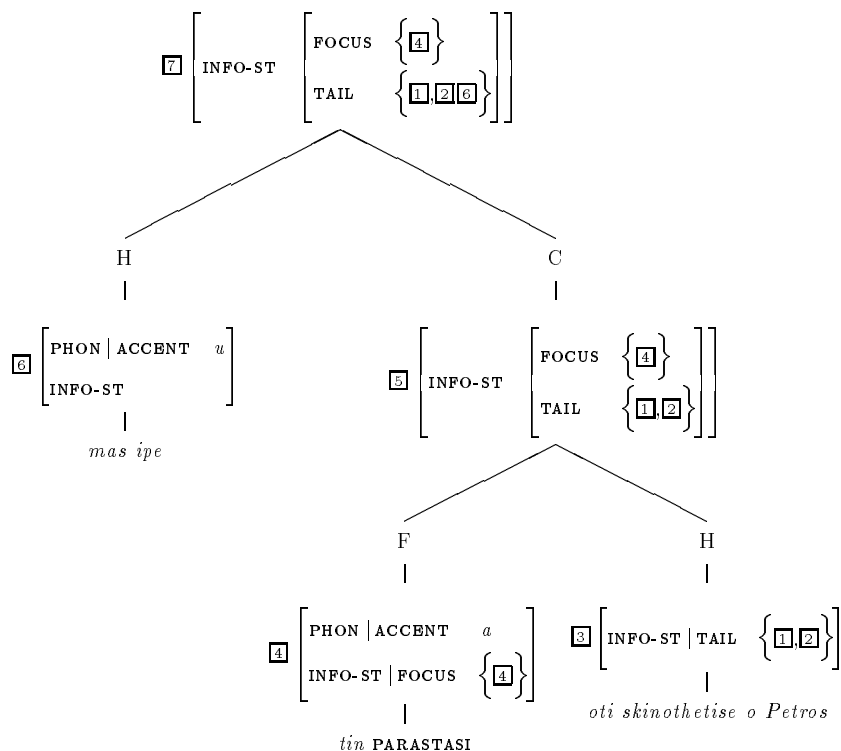 FOCUS {4}
7 INFO-ST
TAIL {1,2 6}
H C
PHON | ACCENT u
6
INFO-ST
FOCUS {4}
5 INFO-ST
TAIL {1,2}
mas ipe
F H
PHON | ACCENT a
4
INFO-ST | FOCUS {4}
3 INFO-ST | TAIL {1,2}
oti skinothetise o Petros
tin PARASTASI